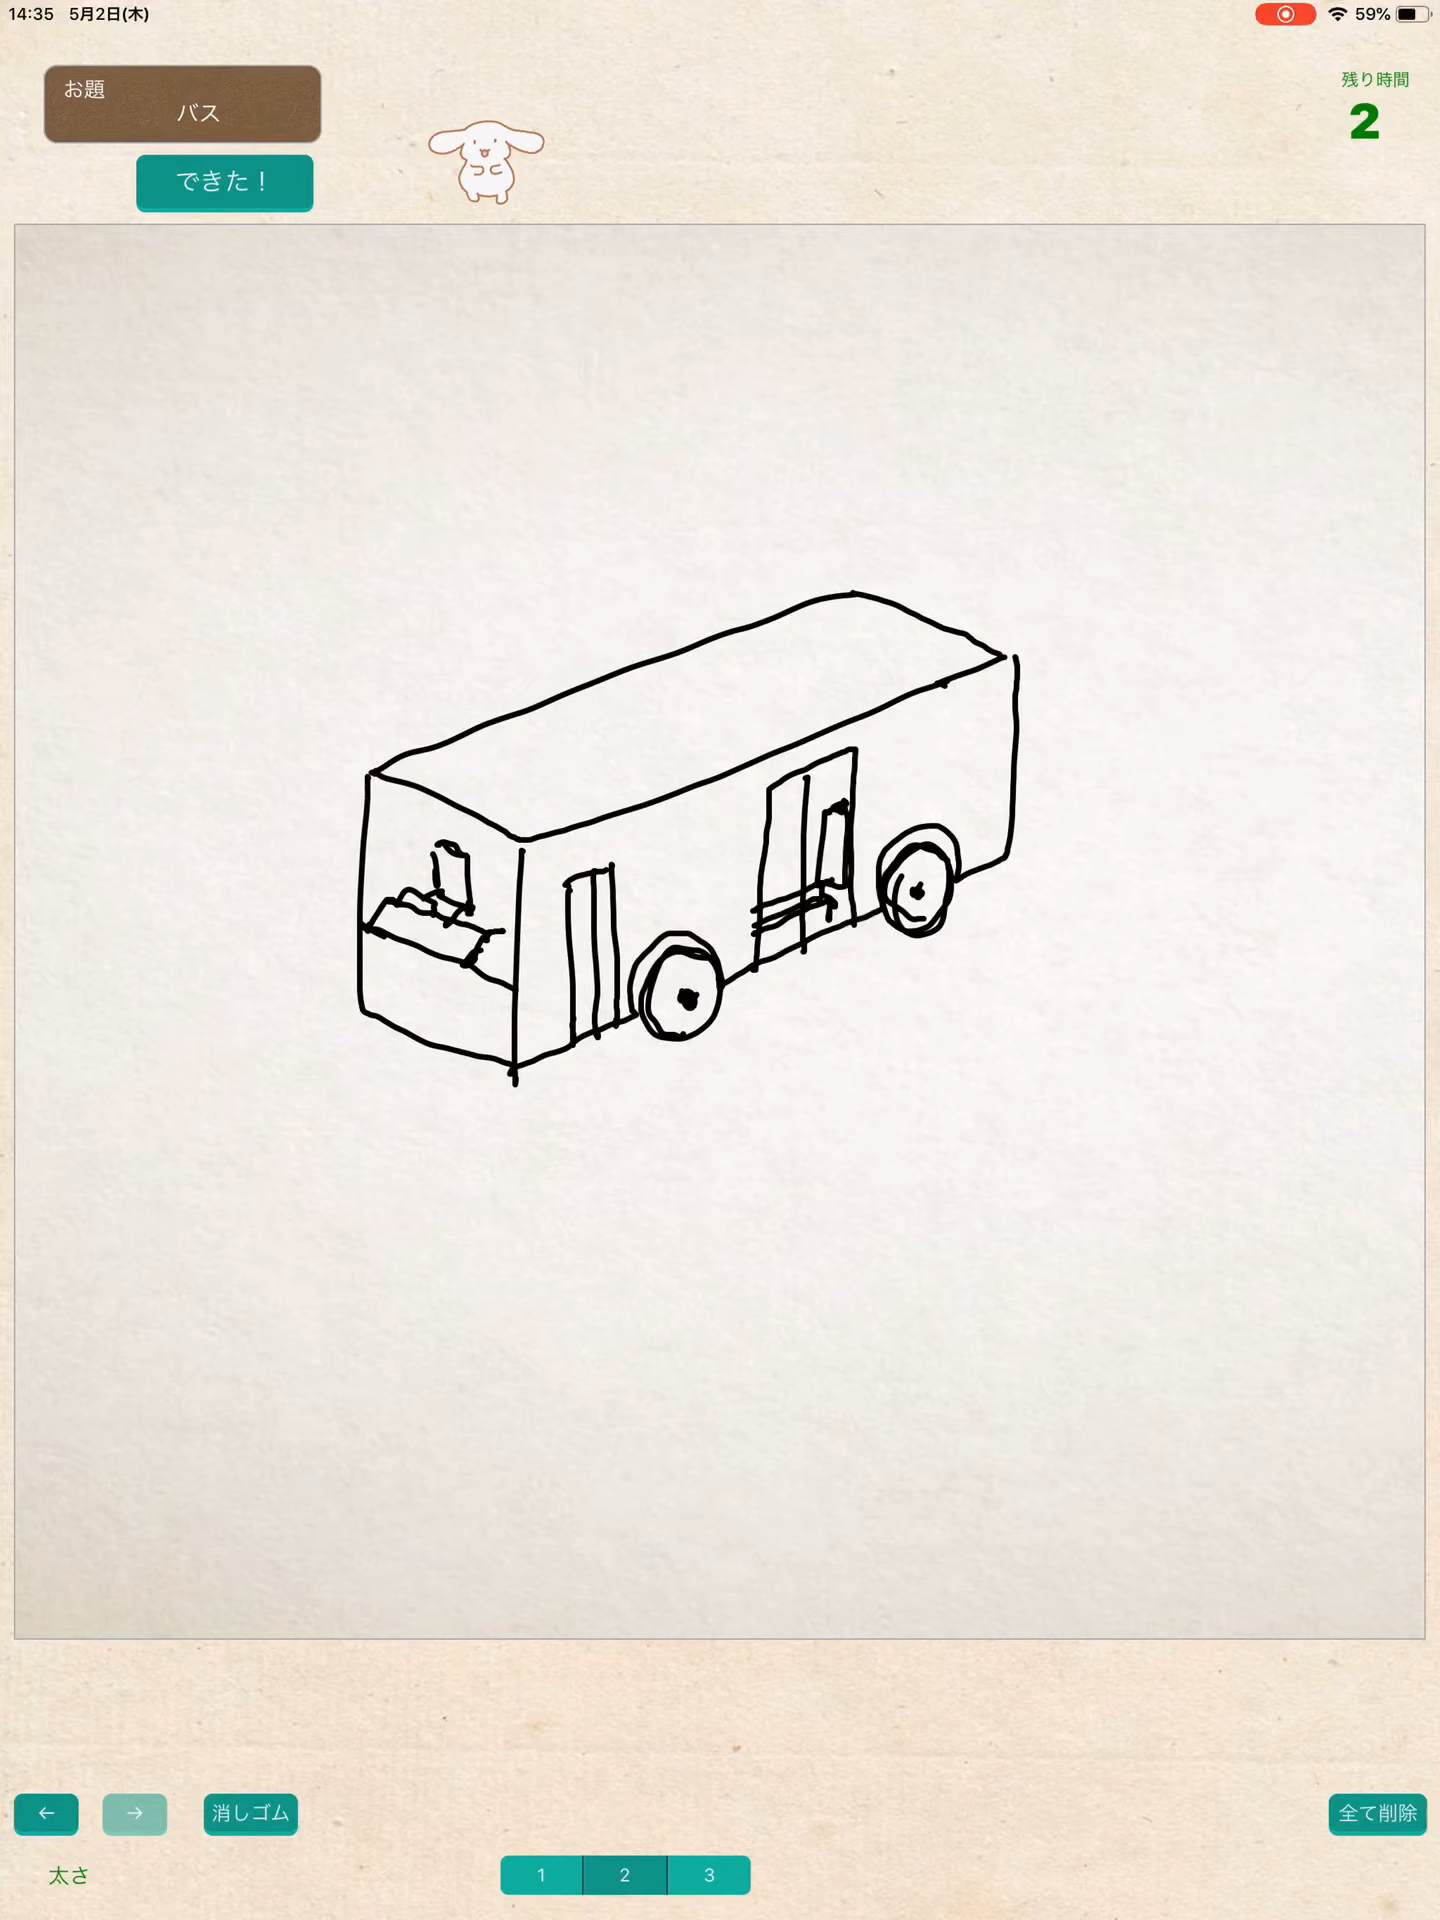 14:35 5月2日(木)
59%
お題
バス
残り時間
2
できた！
← → 消しゴム 全て削除
太さ 1 2 3